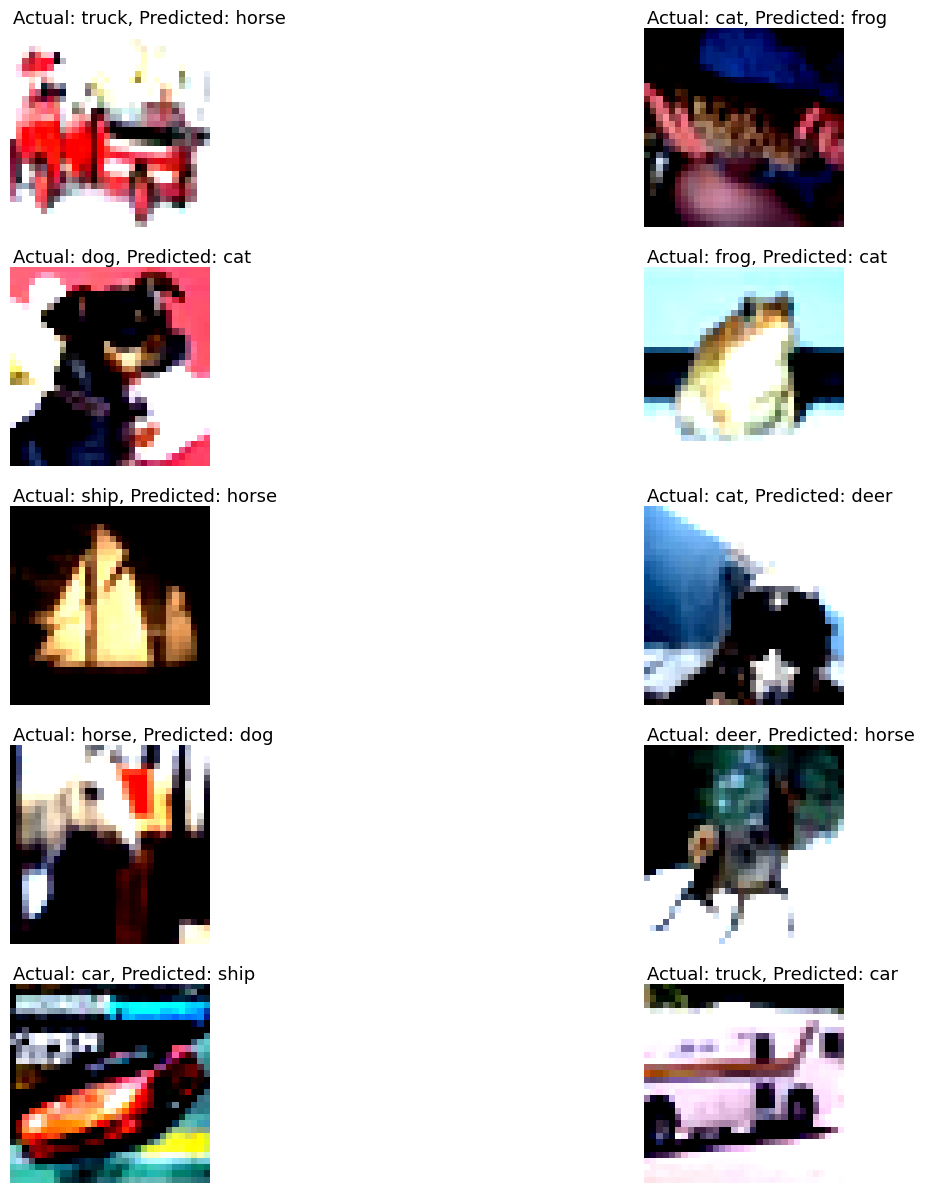 Actual: truck, Predicted: horse
Actual: cat, Predicted: frog
Actual: dog, Predicted: cat
Actual: frog, Predicted: cat
Actual: ship, Predicted: horse
Actual: cat, Predicted: deer
Actual: horse, Predicted: dog
Actual: deer, Predicted: horse
Actual: car, Predicted: ship
Actual: truck, Predicted: car